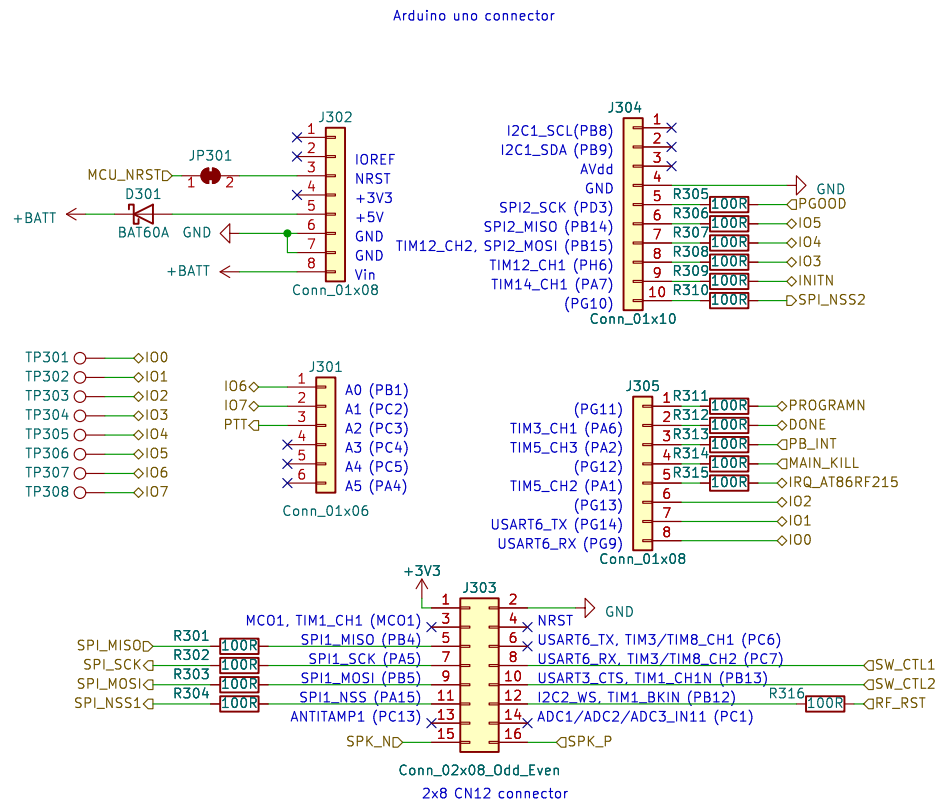 Arduino uno connector
J302
1
2
IOREF
MCU_NRST
JP301
1
2
3
NRST
4
+3V3
+BATT
D301
BAT60A
5
+5V
GND
6
GND
7
GND
+BATT
8
Vin
Conn_01x08
J304
I2C1_SCL(PB8)
1
I2C1_SDA (PB9)
2
AVdd
3
GND
4
GND
SPI2_SCK (PD3)
5
R305
100R
PGOOD
SPI2_MISO (PB14)
6
R306
100R
IO5
TIM12_CH2, SPI2_MOSI (PB15)
7
R307
100R
IO4
TIM12_CH1 (PH6)
8
R308
100R
IO3
TIM14_CH1 (PA7)
9
R309
100R
INITN
(PG10)
10
R310
100R
SPI_NSS2
Conn_01x10
TP301
IO0
TP302
IO1
TP303
IO2
TP304
IO3
TP305
IO4
TP306
IO5
TP307
IO6
TP308
IO7
J301
IO6
1
A0 (PB1)
IO7
2
A1 (PC2)
PTT
3
A2 (PC3)
4
A3 (PC4)
5
A4 (PC5)
6
A5 (PA4)
Conn_01x06
J305
(PG11)
1
R311
100R
PROGRAMN
TIM3_CH1 (PA6)
2
R312
100R
DONE
TIM5_CH3 (PA2)
3
R313
100R
PB_INT
(PG12)
4
R314
100R
MAIN_KILL
TIM5_CH2 (PA1)
5
R315
100R
IRQ_AT86RF215
(PG13)
6
IO2
USART6_TX (PG14)
7
IO1
USART6_RX (PG9)
8
IO0
Conn_01x08
+3V3
J303
1
2
GND
MCO1, TIM1_CH1 (MCO1)
3
4
NRST
SPI_MISO
R301
100R
SPI1_MISO (PB4)
5
6
USART6_TX, TIM3/TIM8_CH1 (PC6)
SPI_SCK
R302
100R
SPI1_SCK (PA5)
7
8
USART6_RX, TIM3/TIM8_CH2 (PC7)
SW_CTL1
SPI_MOSI
R303
100R
SPI1_MOSI (PB5)
9
10
USART3_CTS, TIM1_CH1N (PB13)
SW_CTL2
SPI_NSS1
R304
100R
SPI1_NSS (PA15)
11
12
I2C2_WS, TIM1_BKIN (PB12)
R316
100R
RF_RST
ANTITAMP1 (PC13)
13
14
ADC1/ADC2/ADC3_IN11 (PC1)
SPK_N
15
16
SPK_P
Conn_02x08_Odd_Even
2x8 CN12 connector